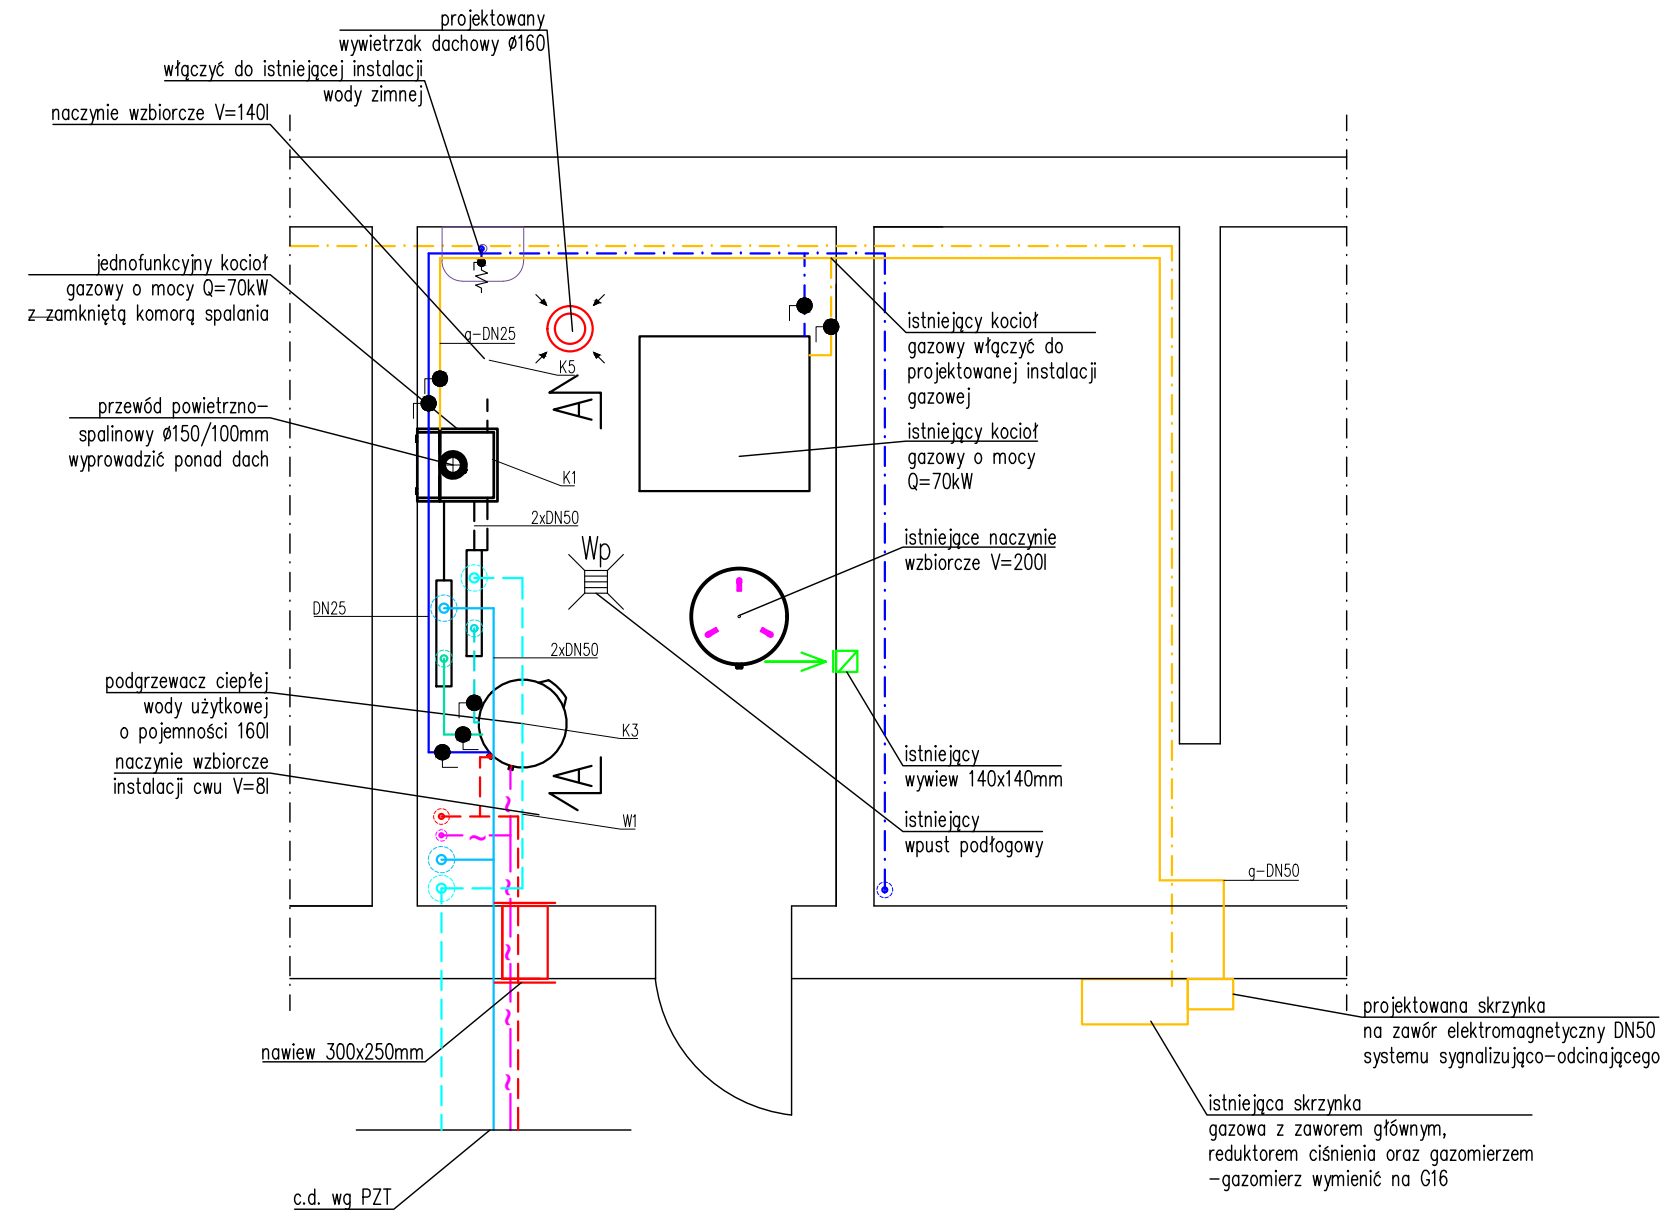 projektowany
wywietrzak dachowy Ø160
włączyć do istniejącej instalacji
wody zimnej
naczynie wzbiorcze V=140l
jednofunkcyjny kocioł
gazowy o mocy Q=70kW
z zamkniętą komorą spalania
przewód powietrzno-
spalinowy Ø150/100mm
wyprowadzić ponad dach
g-DN25
K5
K1
2xDN50
Wp
DN25
2xDN50
podgrzewacz ciepłej
wody użytkowej
o pojemności 160l
K3
naczynie wzbiorcze
instalacji cwu V=8l
W1
istniejący kocioł
gazowy włączyć do
projektowanej instalacji
gazowej
istniejący kocioł
gazowy o mocy
Q=70kW
istniejące naczynie
wzbiorcze V=200l
istniejący
wywiew 140x140mm
istniejący
wpust podłogowy
g-DN50
nawiew 300x250mm
c.d. wg PZT
projektowana skrzynka
na zawór elektromagnetyczny DN50
systemu sygnalizująco-odcinającego
istniejąca skrzynka
gazowa z zaworem głównym,
reduktorem ciśnienia oraz gazomierzem
-gazomierz wymienić na G16